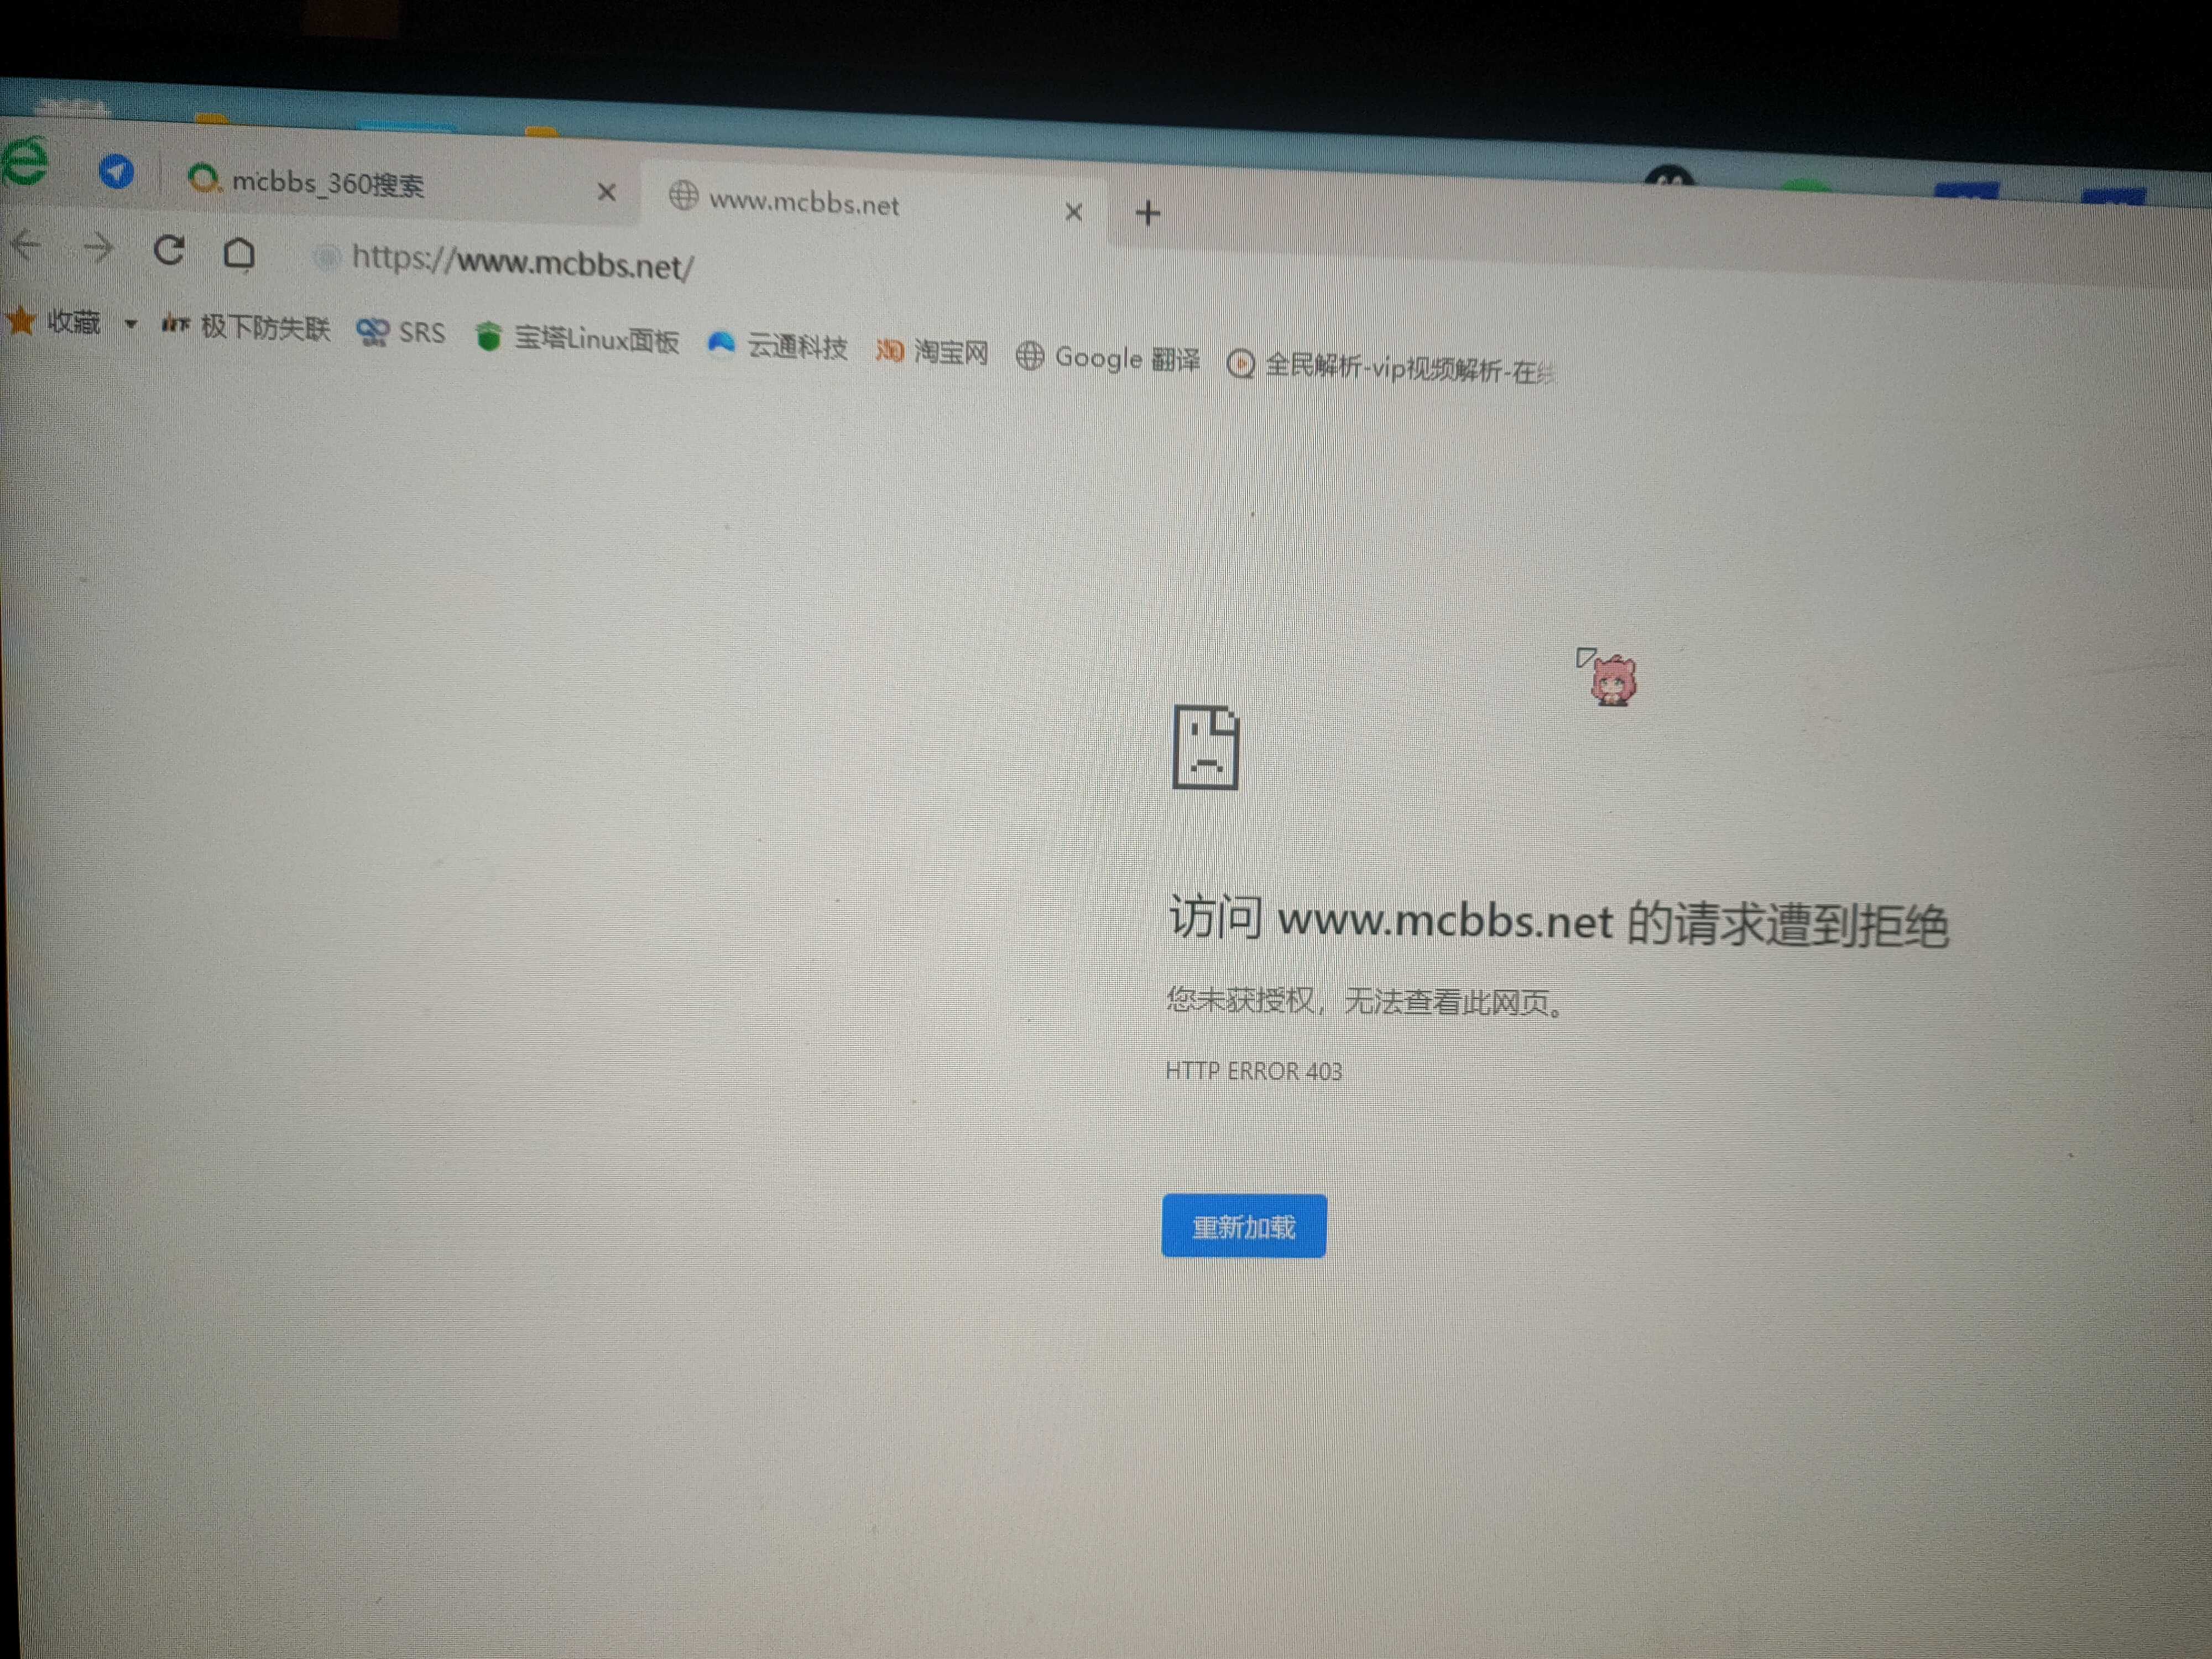 mcbbs_360搜索
www.mcbbs.net
https://www.mcbbs.net/
收藏 极下防失联 SRS 宝塔Linux面板 云通科技 淘 淘宝网 Google 翻译 全民解析-vip视频解析-在线
访问 www.mcbbs.net 的请求遭到拒绝
您未获授权，无法查看此网页。
HTTP ERROR 403
重新加载